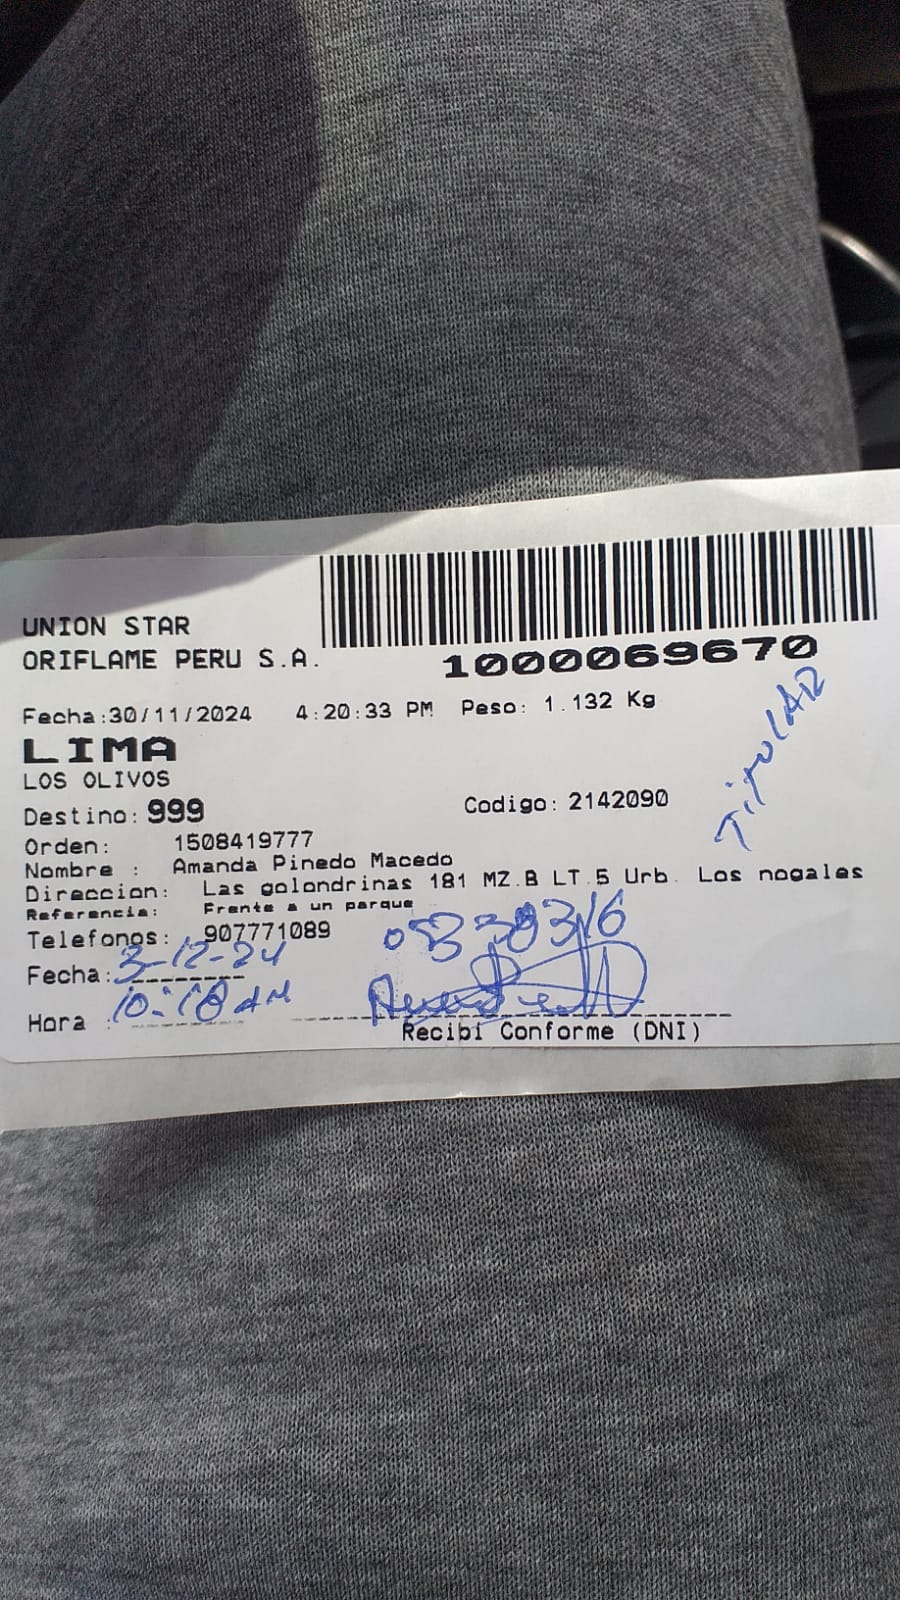 UNION STAR
ORIFLAME PERU S.A.
1000069670
Fecha:30/11/2024 4:20:33 PM Peso: 1.132 Kg
LIMA
LOS OLIVOS
TiTULAR
Destino: 999 Codigo: 2142090
Orden: 1508419777
Nombre : Amanda Pinedo Macedo
Direccion: Las golondrinas 181 MZ.B LT.5 Urb. Los nogales
Referencia: Frente a un parque
Telefonos: 907771089
Fecha: 3-12-24
Hora : 10:18 AM
Recibi Conforme (DNI)